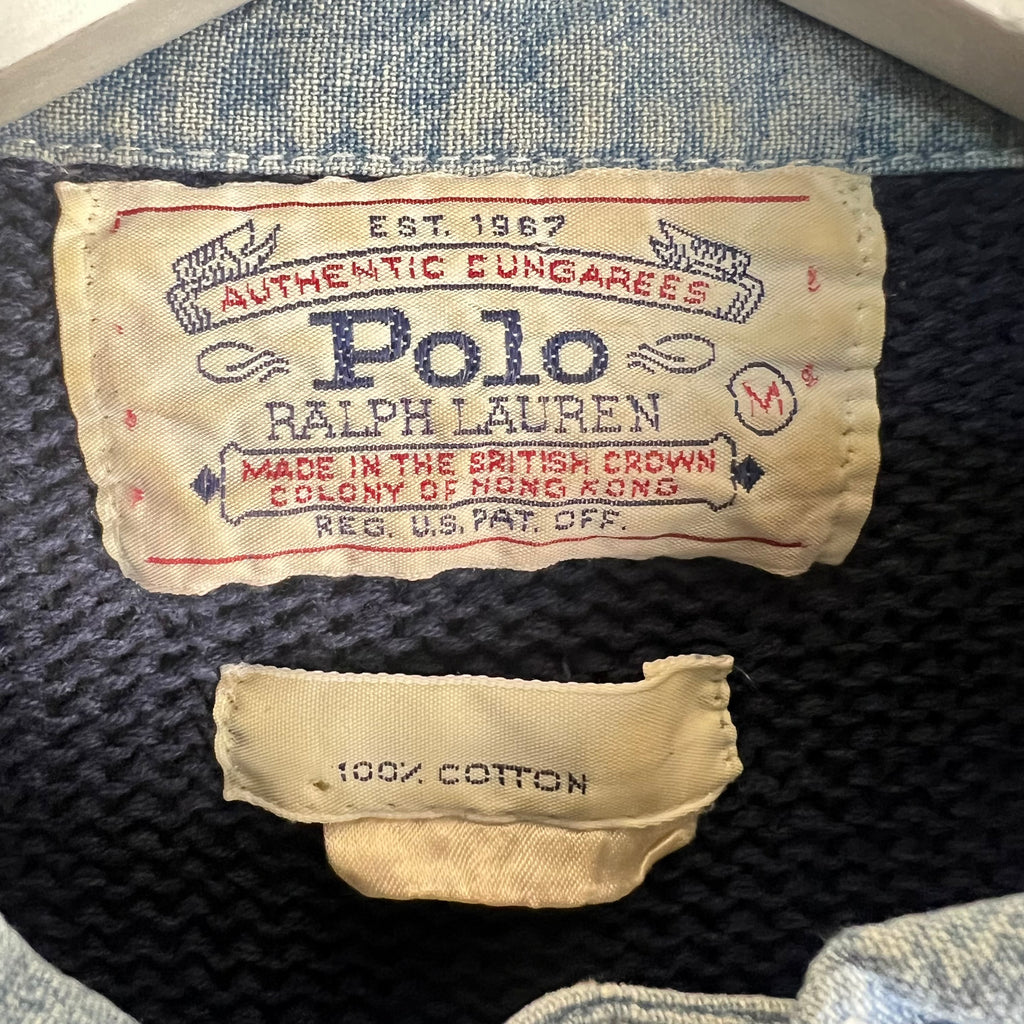 EST. 1967
AUTHENTIC DUNGAREES
Polo
RALPH LAUREN
M
MADE IN THE BRITISH CROWN
COLONY OF HONG KONG
REG. U.S. PAT. OFF.
100% COTTON